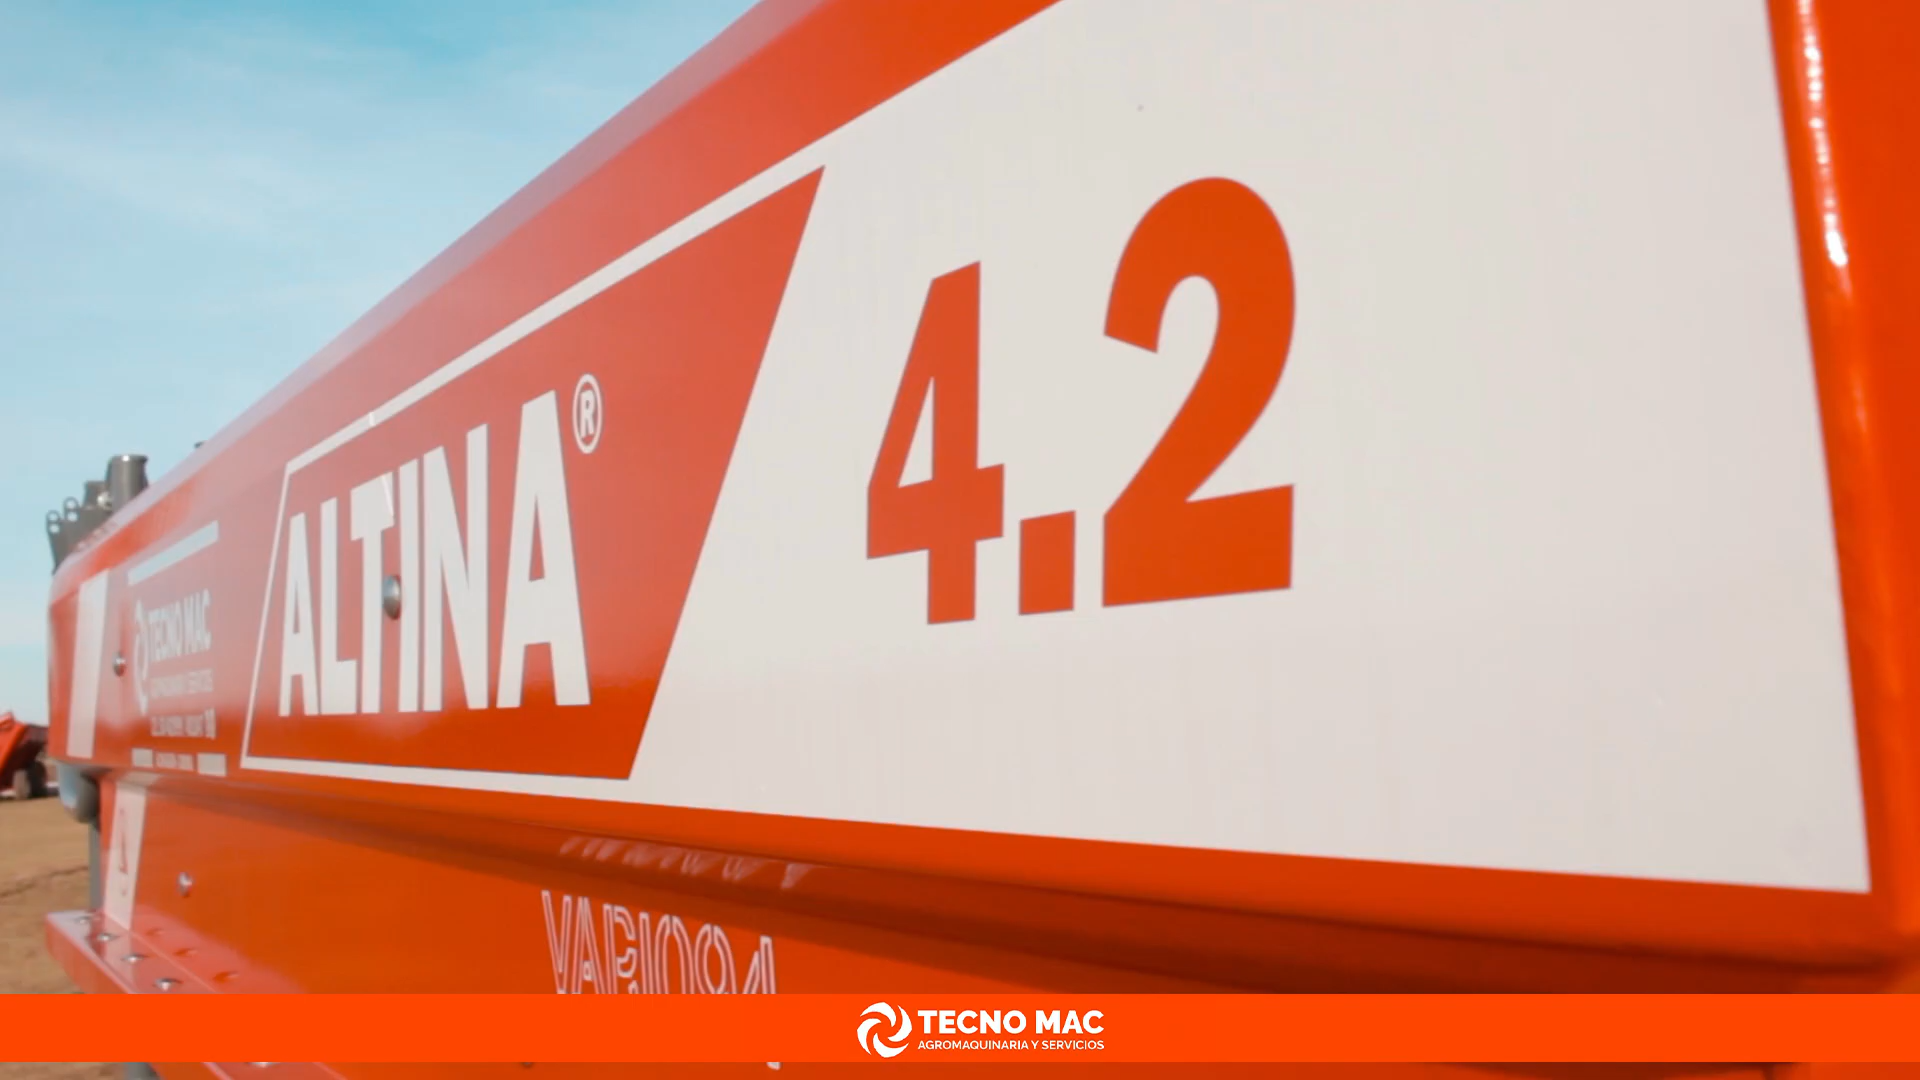 ALTINA®
4.2
TECNO MAC
TECNO MAC
AGROMAQUINARIA Y SERVICIOS